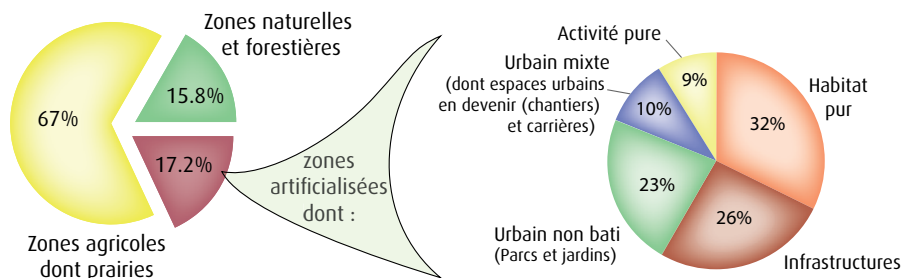 Zones naturelles
et forestières
15.8%
67%
17.2%
Zones agricoles
dont prairies
zones
artificialisées
dont :
Activité pure
9%
Urbain mixte
(dont espaces urbains
en devenir (chantiers)
et carrières)
10%
Habitat
pur
32%
23%
26%
Urbain non bati
(Parcs et jardins)
Infrastructures